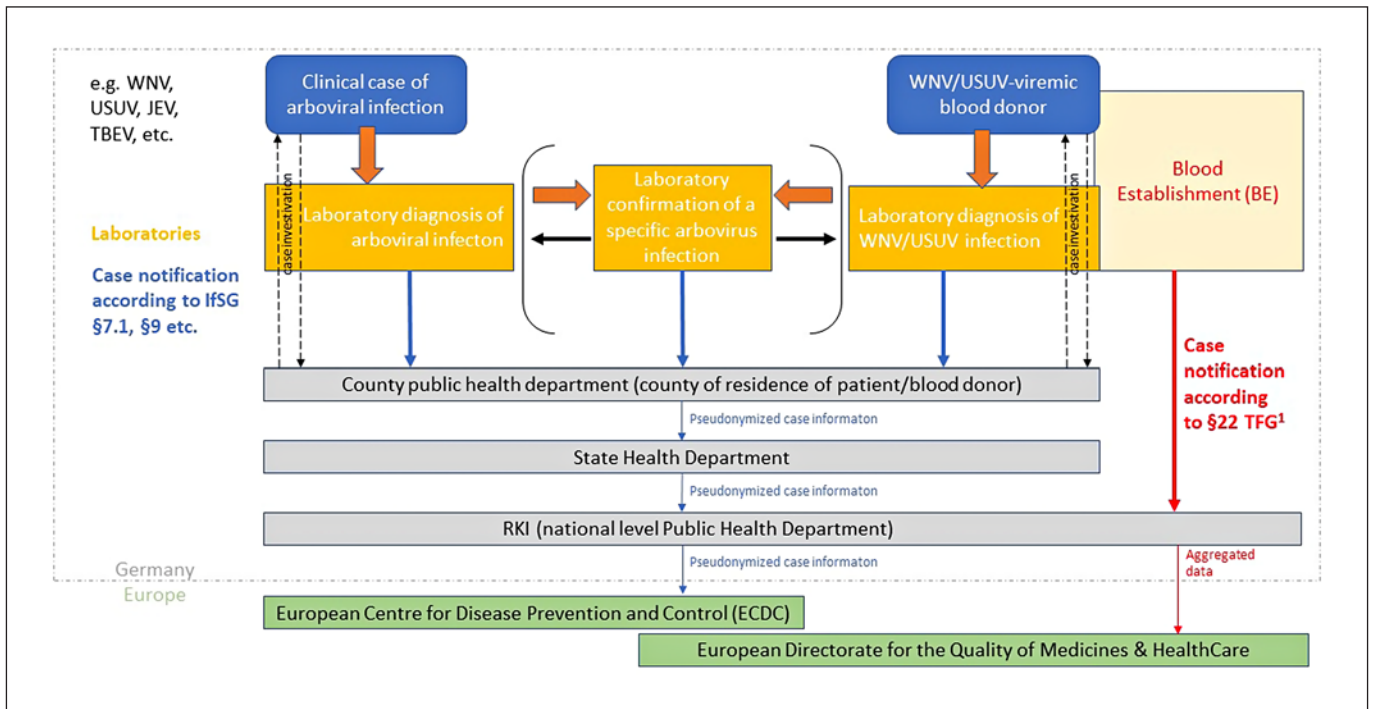 e.g. WNV,
USUV, JEV,
TBEV, etc.
Clinical case of
arboviral infection
WNV/USUV-viremic
blood donor
Blood
Establishment (BE)
Laboratories
Laboratory diagnosis of
arboviral infecton
Laboratory
confirmation of a
specific arbovirus
infection
Laboratory diagnosis of
WNV/USUV infection
case investivation
case investivation
Case notification
according to IfSG
§7.1, §9 etc.
Case
notification
according
to §22 TFG¹
County public health department (county of residence of patient/blood donor)
Pseudonymized case informaton
State Health Department
Pseudonymized case informaton
RKI (national level Public Health Department)
Pseudonymized case informaton
Aggregated
data
Germany
Europe
European Centre for Disease Prevention and Control (ECDC)
European Directorate for the Quality of Medicines & HealthCare